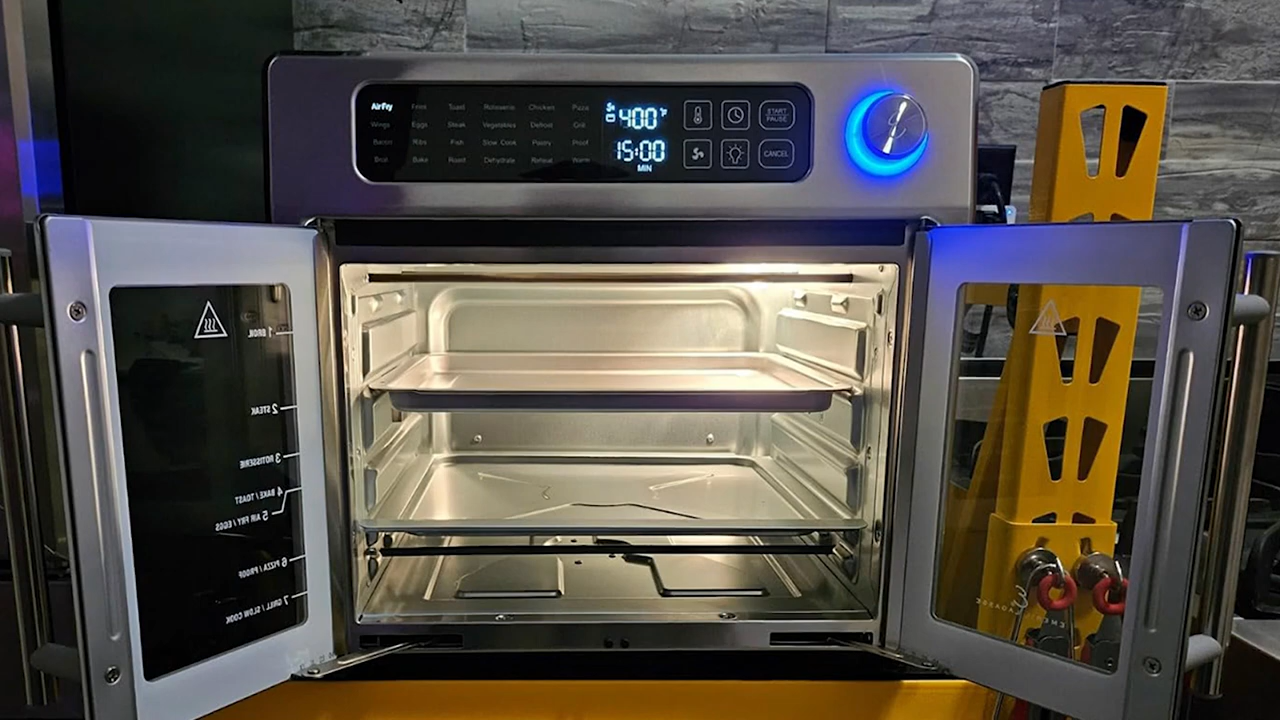 AirFry Fries Toast Rotisserie Chicken Pizza
Wings Eggs Steak Vegetables Defrost Grill
Bacon Ribs Fish Slow Cook Pastry Proof
Broil Bake Roast Dehydrate Reheat Warm
400°F
15:00
MIN
START
PAUSE
CANCEL
1 BROIL
2 STEAK
3 ROTISSERIE
4 BAKE / TOAST
5 AIR FRY / EGGS
6 PIZZA / PROOF
7 GRILL / SLOW COOK